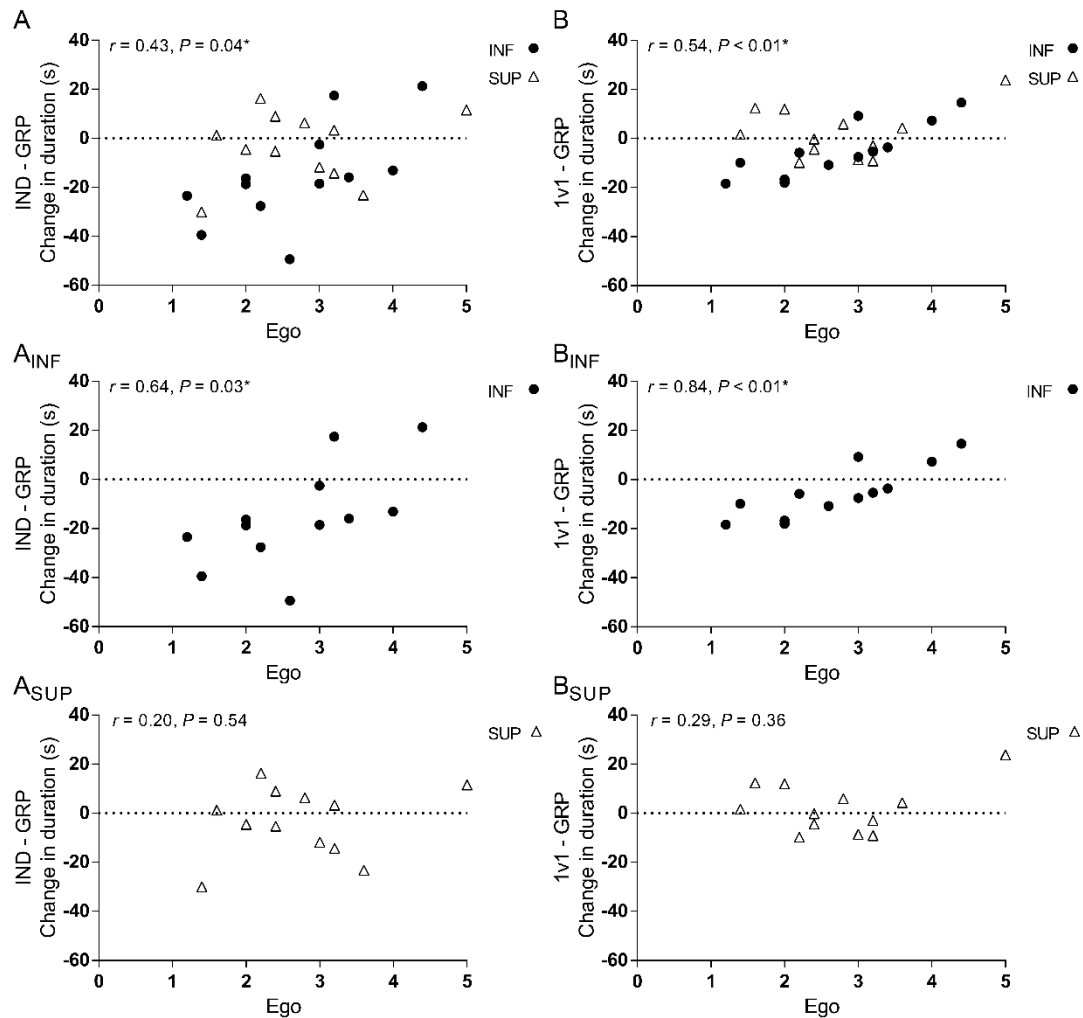 A
r = 0.43, P = 0.04*
INF
SUP
40
20
0
-20
-40
-60
IND - GRP
Change in duration (s)
0 1 2 3 4 5
Ego
B
r = 0.54, P < 0.01*
INF
SUP
40
20
0
-20
-40
-60
1v1 - GRP
Change in duration (s)
0 1 2 3 4 5
Ego
AINF
r = 0.64, P = 0.03*
INF
40
20
0
-20
-40
-60
IND - GRP
Change in duration (s)
0 1 2 3 4 5
Ego
BINF
r = 0.84, P < 0.01*
INF
40
20
0
-20
-40
-60
1v1 - GRP
Change in duration (s)
0 1 2 3 4 5
Ego
ASUP
r = 0.20, P = 0.54
SUP
40
20
0
-20
-40
-60
IND - GRP
Change in duration (s)
0 1 2 3 4 5
Ego
BSUP
r = 0.29, P = 0.36
SUP
40
20
0
-20
-40
-60
1v1 - GRP
Change in duration (s)
0 1 2 3 4 5
Ego